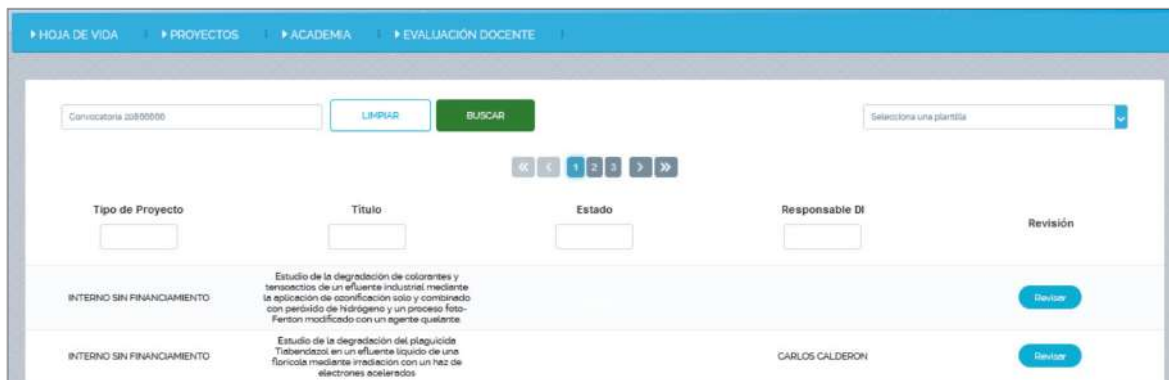 HOJA DE VIDA PROYECTOS ACADEMIA EVALUACIÓN DOCENTE
Convocatoria LIMPIAR BUSCAR Selecciona una plantilla
« ‹ 1 2 3 › »
Tipo de Proyecto Título Estado Responsable DI Revisión
Estudio de la degradación de colorantes y
tensoactios de un efluente industrial mediante
INTERNO SIN FINANCIAMIENTO la aplicación de ozonificación solo y combinado Revisar
con peróxido de hidrógeno y un proceso foto-
Fenton modificado con un agente quelante
Estudio de la degradación del plaguicida
Tiabendazol en un efluente líquido de una
INTERNO SIN FINANCIAMIENTO florícola mediante irradiación con un haz de CARLOS CALDERON Revisar
electrones acelerados